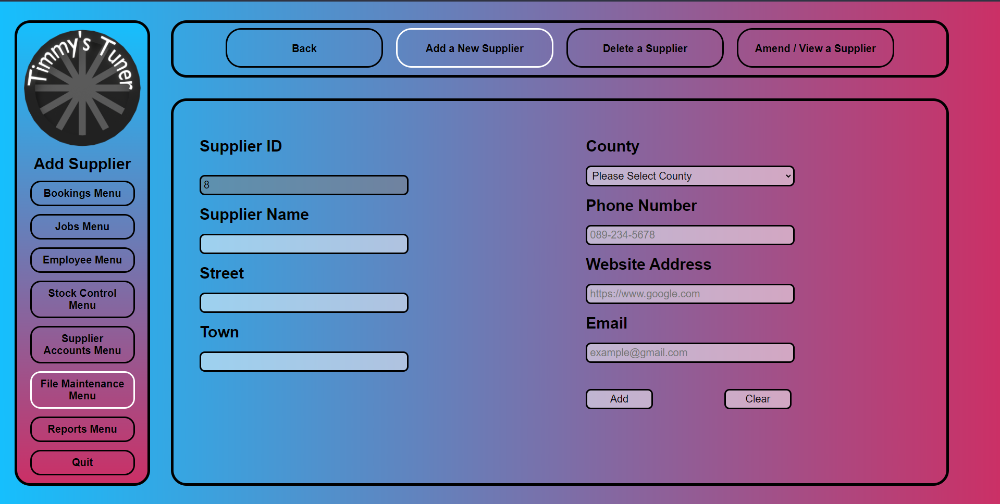 Timmy's Tuner
Add Supplier
Bookings Menu
Jobs Menu
Employee Menu
Stock Control
Menu
Supplier
Accounts Menu
File Maintenance
Menu
Reports Menu
Quit
Back
Add a New Supplier
Delete a Supplier
Amend / View a Supplier
Supplier ID
8
Supplier Name
Street
Town
County
Please Select County
Phone Number
089-234-5678
Website Address
https://www.google.com
Email
example@gmail.com
Add
Clear